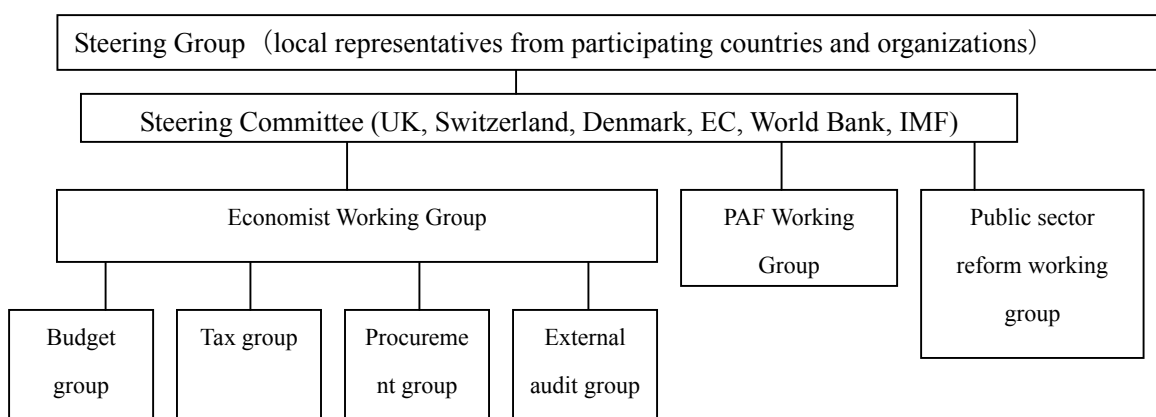 Steering Group（local representatives from participating countries and organizations）
Steering Committee (UK, Switzerland, Denmark, EC, World Bank, IMF)
Economist Working Group
PAF Working
Group
Public sector
reform working
group
Budget
group
Tax group
Procureme
nt group
External
audit group